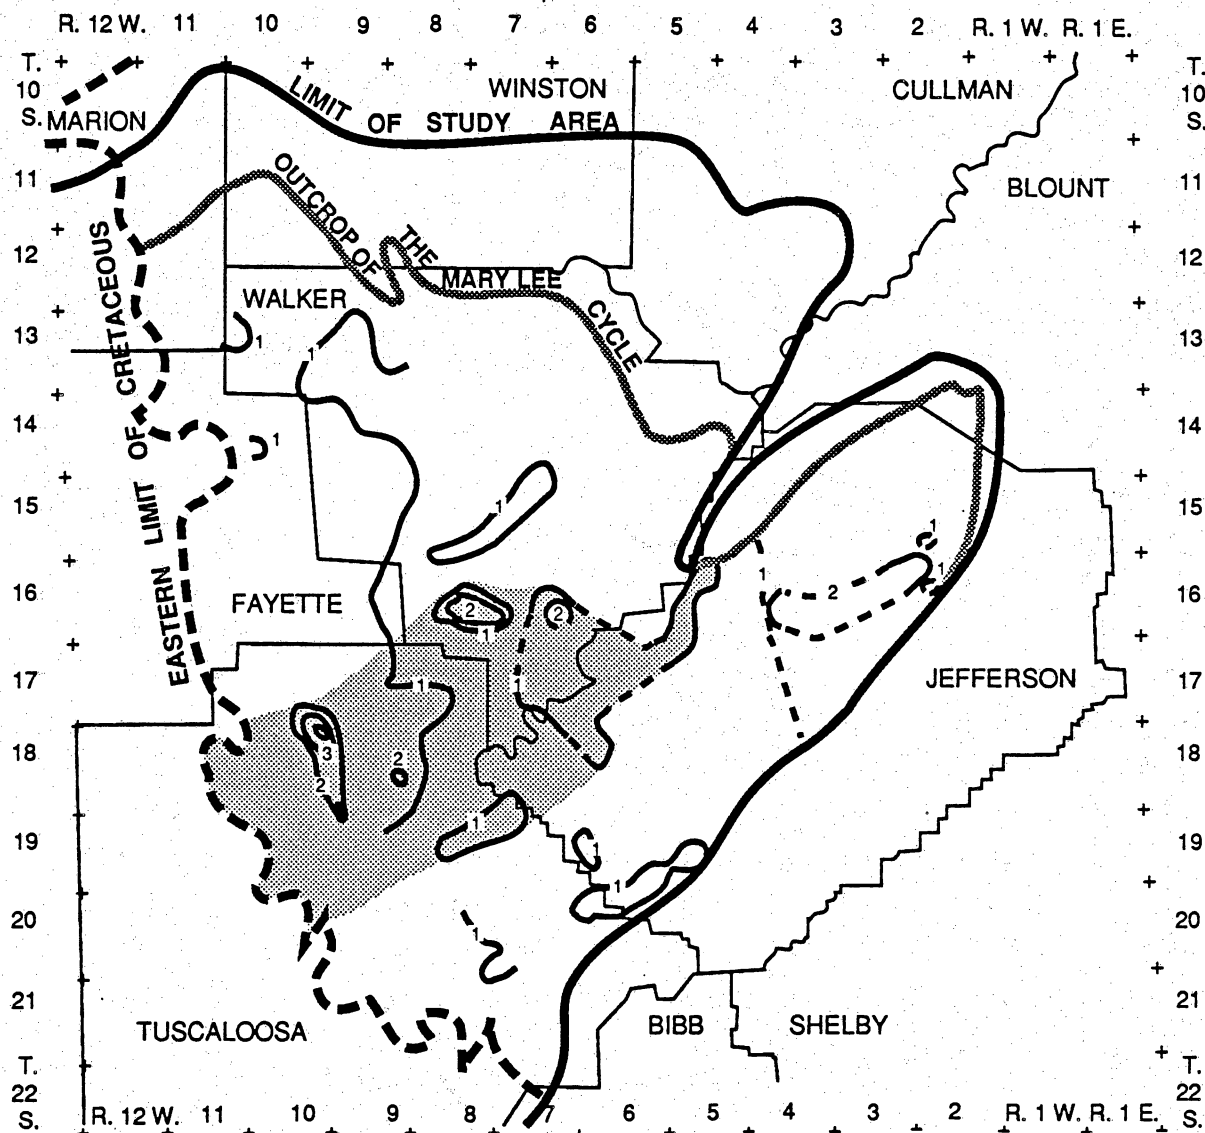 R. 12 W. 11 10 9 8 7 6 5 4 3 2 R. 1 W. R. 1 E.
T. 10 S.
T. 10 S.
WINSTON
CULLMAN
MARION
LIMIT OF STUDY AREA
11
11
BLOUNT
OUTCROP OF THE MARY LEE CYCLE
12
12
WALKER
13
13
1
1
EASTERN LIMIT OF CRETACEOUS
14
14
1
15
15
1
1
16
16
FAYETTE
2
1
2
1
2
1
17
17
1
1
JEFFERSON
18
18
3
2
2
19
19
1
1
1
20
20
1
21
21
TUSCALOOSA
BIBB
SHELBY
T. 22 S.
T. 22 S.
R. 12 W. 11 10 9 8 7 6 5 4 3 2 R. 1 W. R. 1 E.